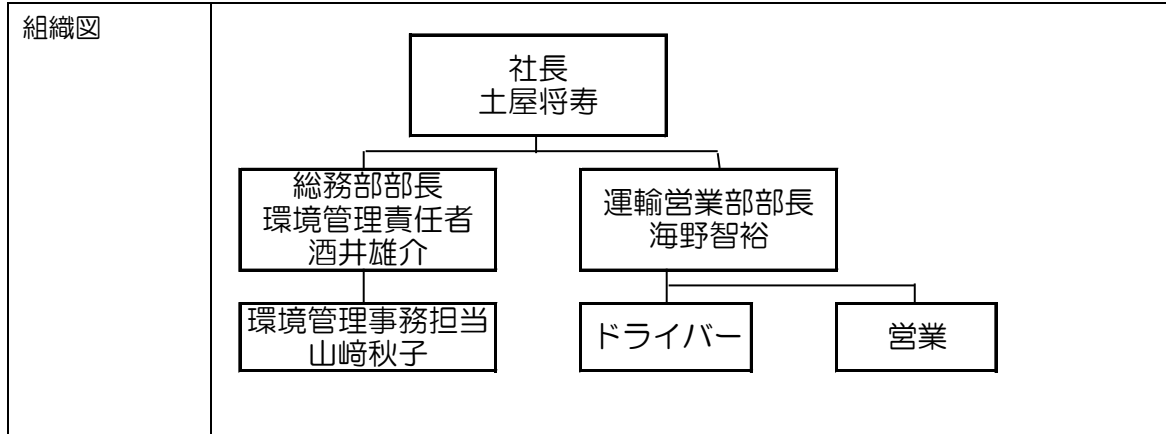 組織図
社長
土屋将寿
総務部部長
環境管理責任者
酒井雄介
運輸営業部部長
海野智裕
環境管理事務担当
山﨑秋子
ドライバー
営業